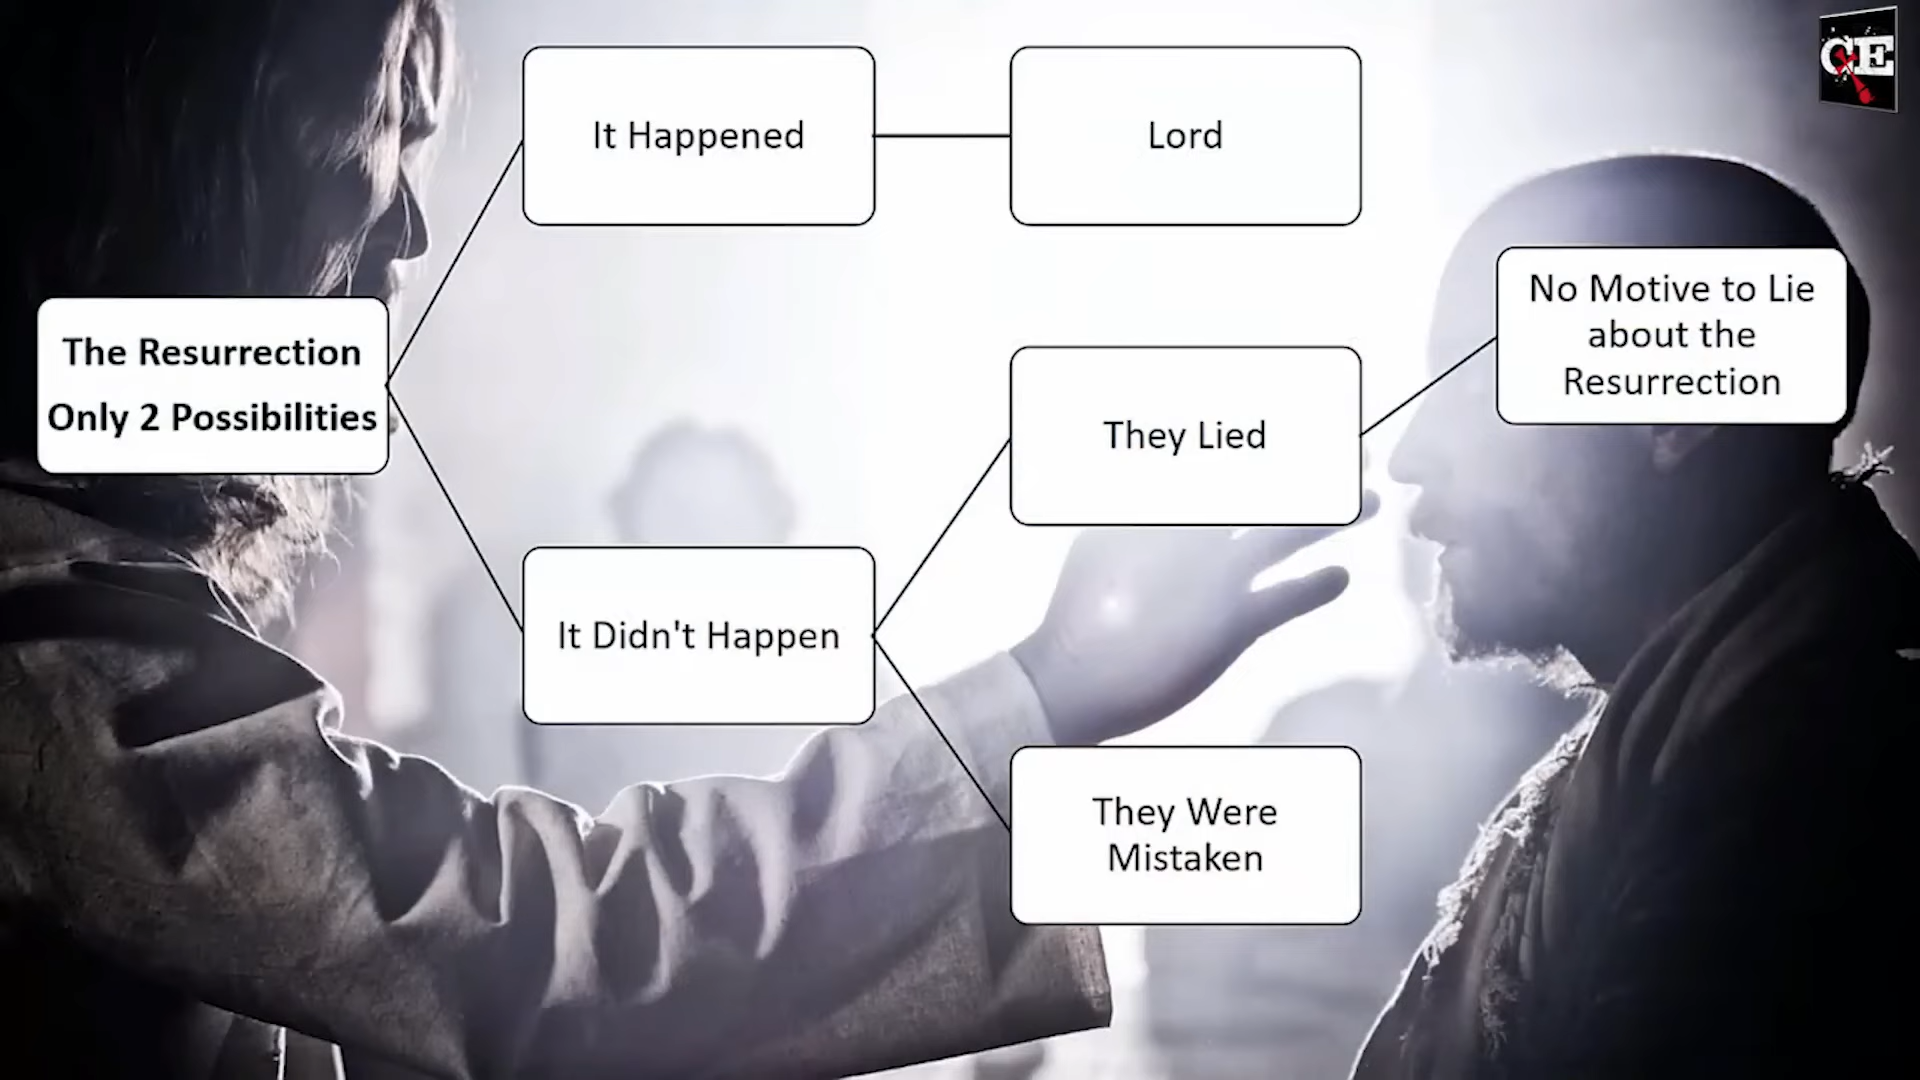 CE
It Happened
Lord
The Resurrection
Only 2 Possibilities
No Motive to Lie
about the
Resurrection
They Lied
It Didn't Happen
They Were
Mistaken